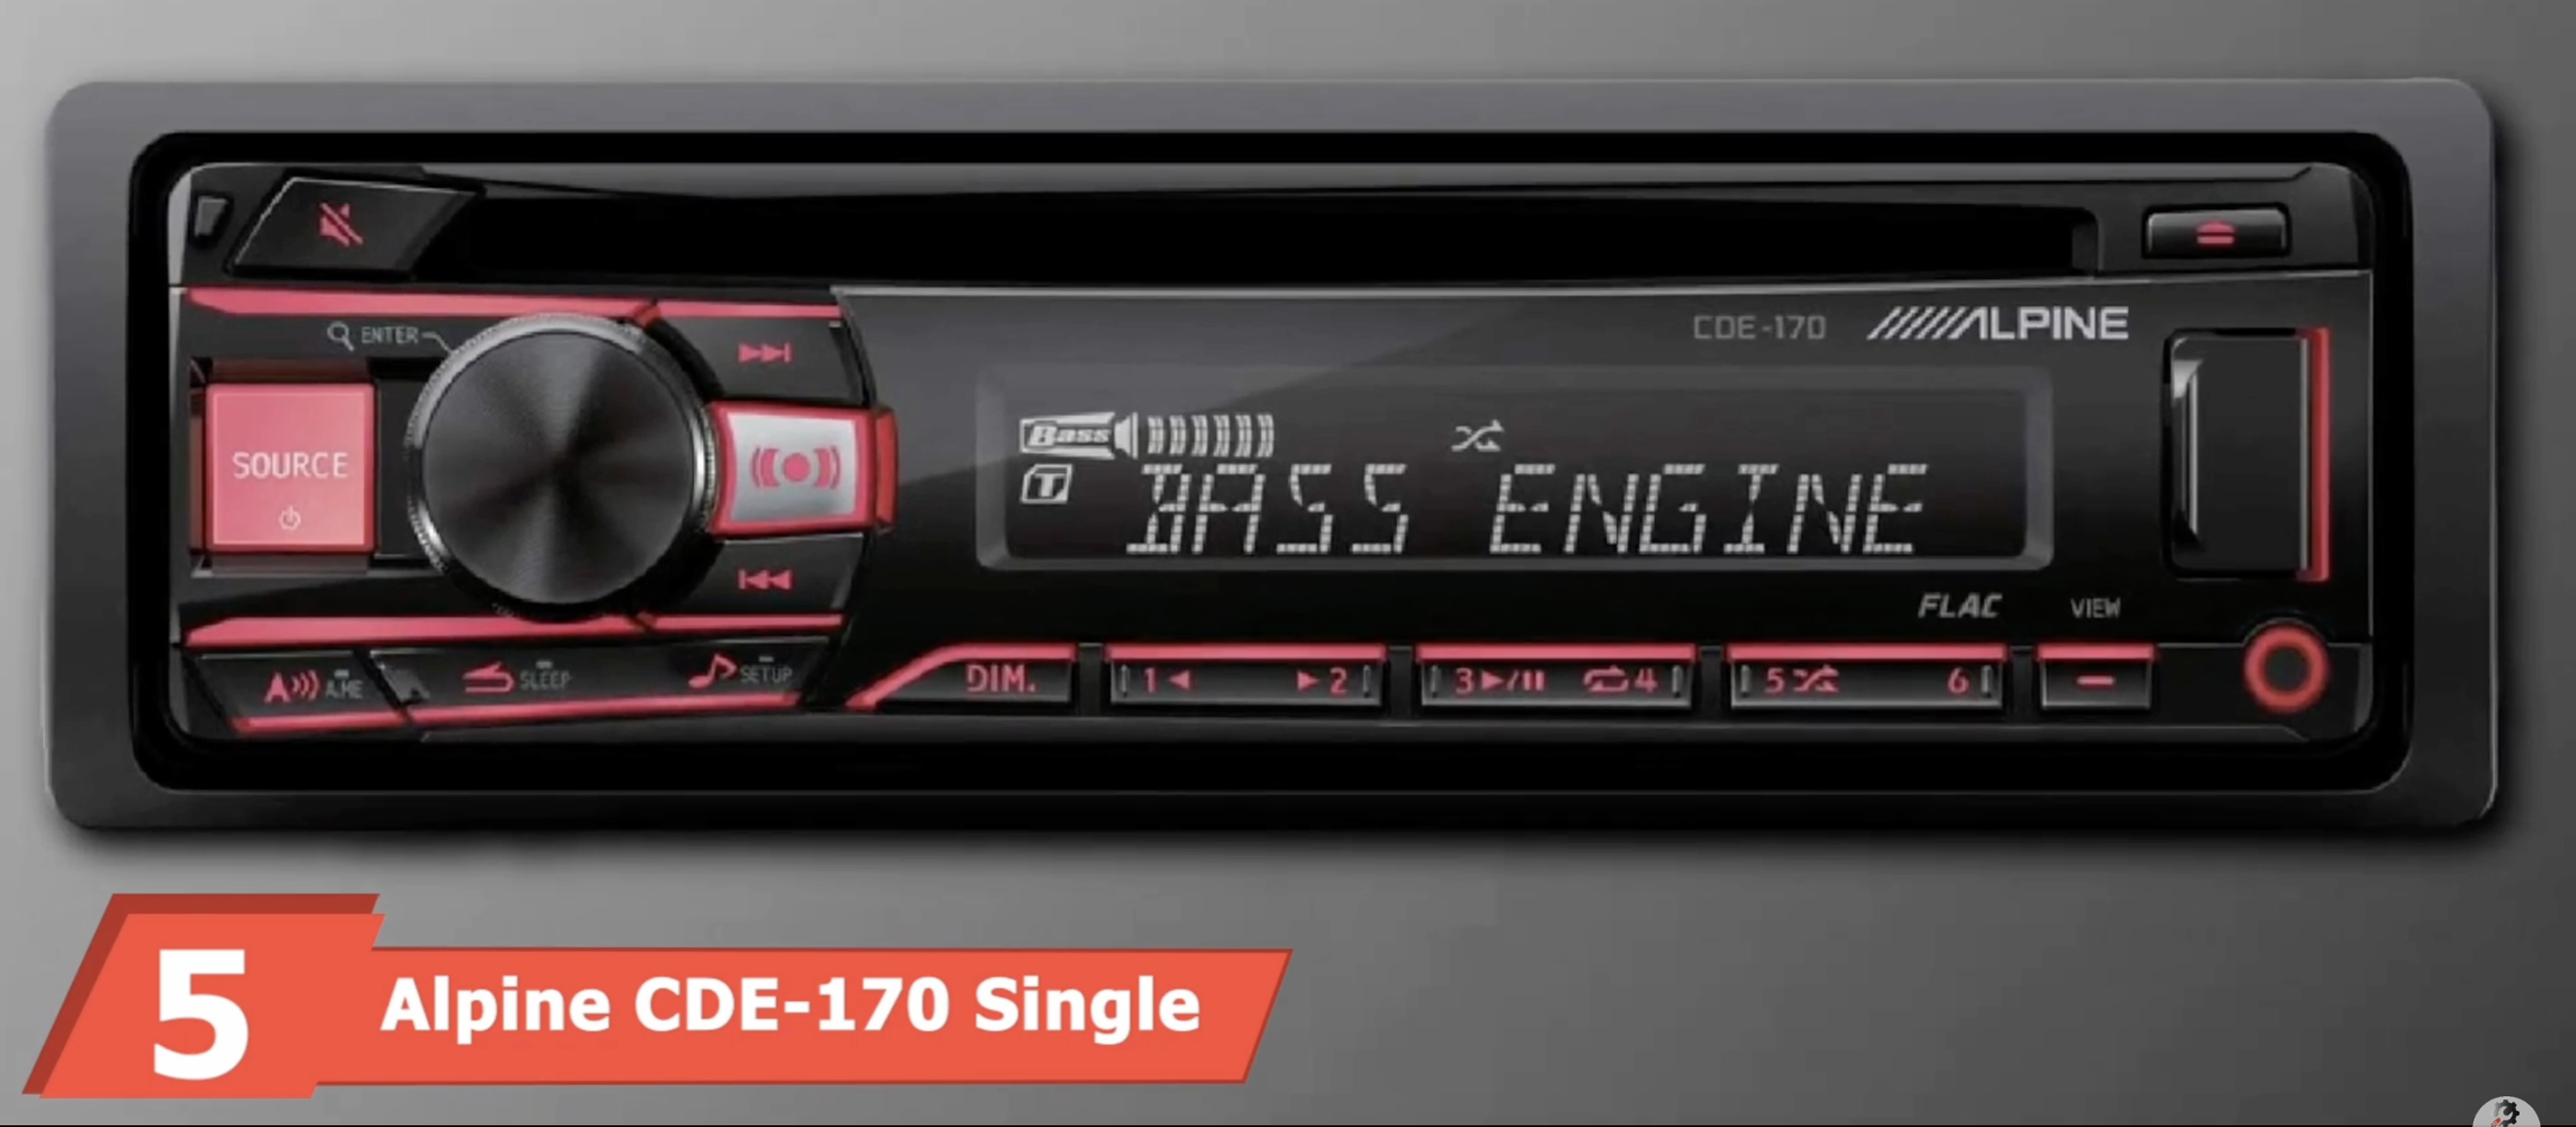 ENTER
CDE-170 ALPINE
SOURCE
Bass
T
BASS ENGINE
FLAC VIEW
A.ME SLEEP SETUP
DIM. 1 2 3 4 5 6
5 Alpine CDE-170 Single